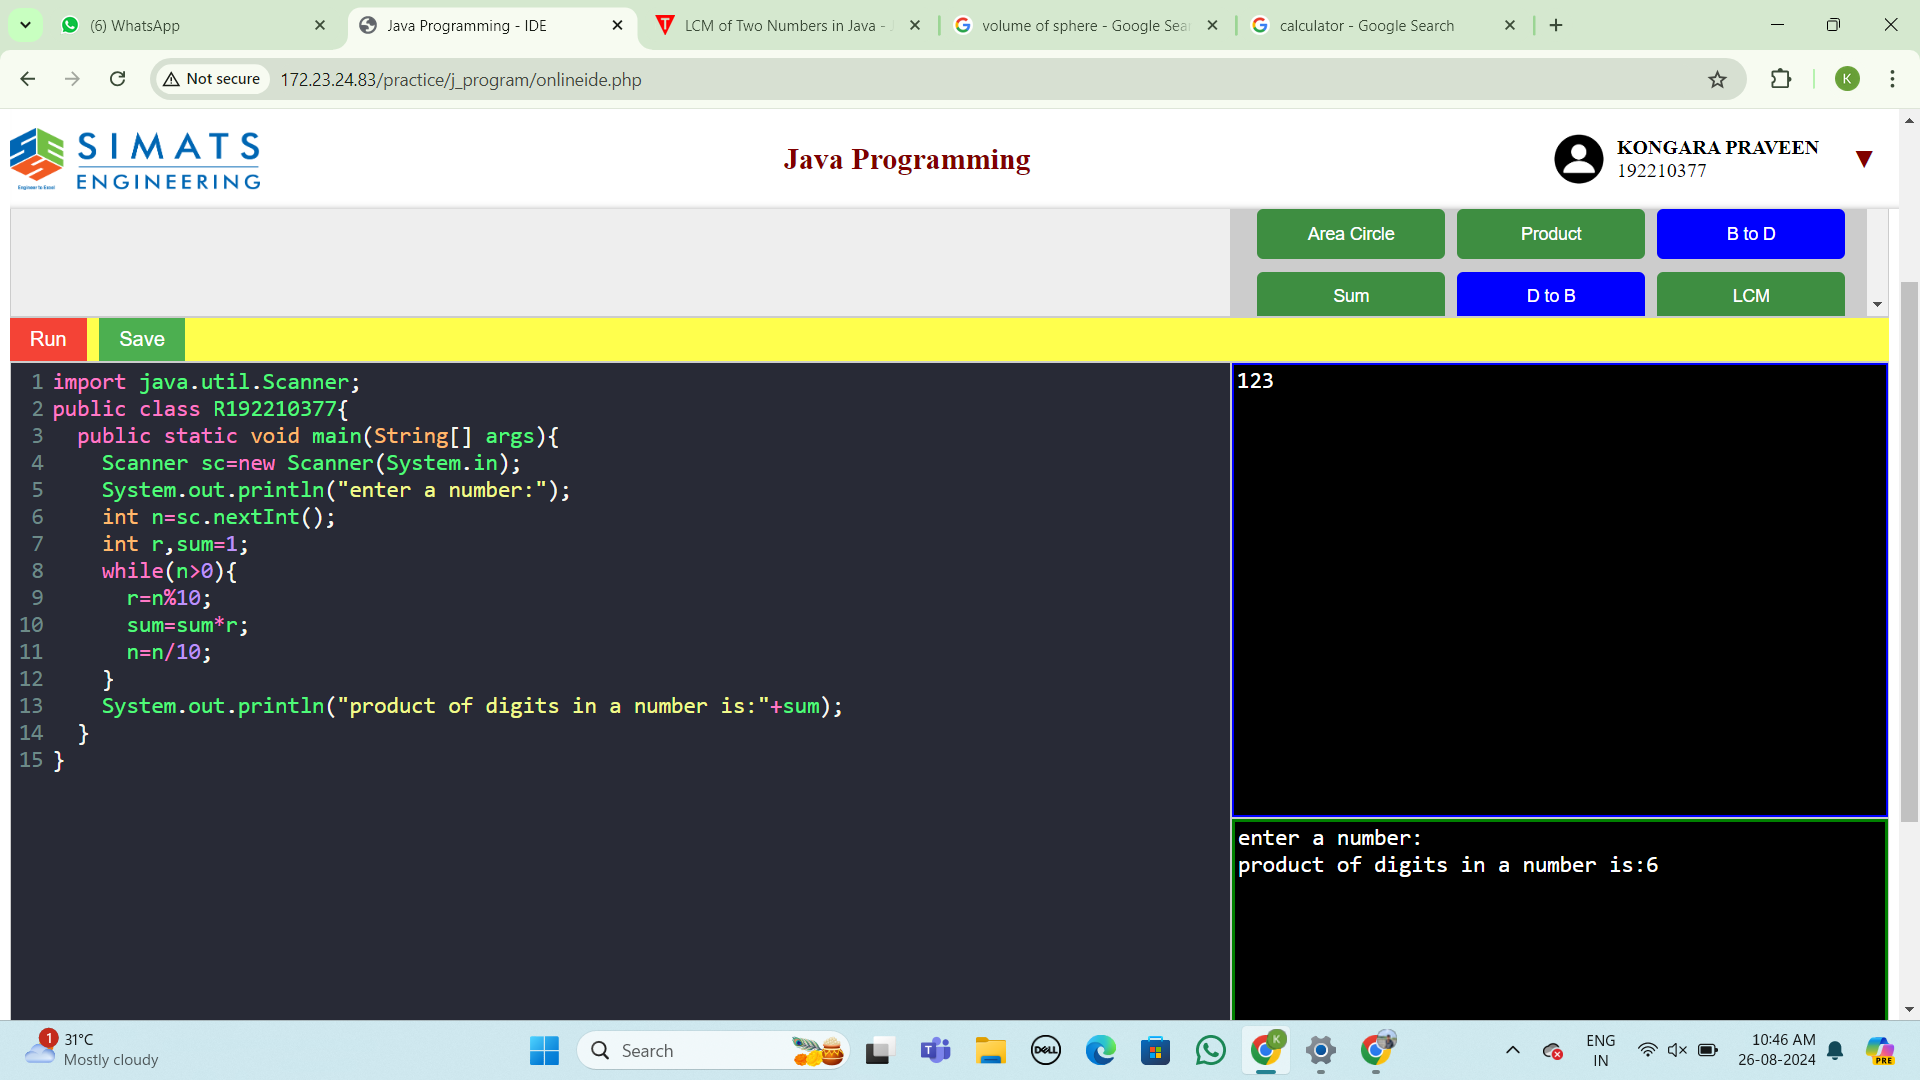 (6) WhatsApp
Java Programming - IDE
LCM of Two Numbers in Java -
volume of sphere - Google Sea
calculator - Google Search
Not secure
172.23.24.83/practice/j_program/onlineide.php
K
SIMATS
ENGINEERING
Engineer to Excel
Java Programming
KONGARA PRAVEEN
192210377
Area Circle
Product
B to D
Sum
D to B
LCM
Run
Save
1 import java.util.Scanner;
2 public class R192210377{
3 public static void main(String[] args){
4 Scanner sc=new Scanner(System.in);
5 System.out.println("enter a number:");
6 int n=sc.nextInt();
7 int r,sum=1;
8 while(n>0){
9 r=n%10;
10 sum=sum*r;
11 n=n/10;
12 }
13 System.out.println("product of digits in a number is:"+sum);
14 }
15 }
123
enter a number:
product of digits in a number is:6
1
31°C
Mostly cloudy
Search
DELL
K
ENG
IN
10:46 AM
26-08-2024
PRE